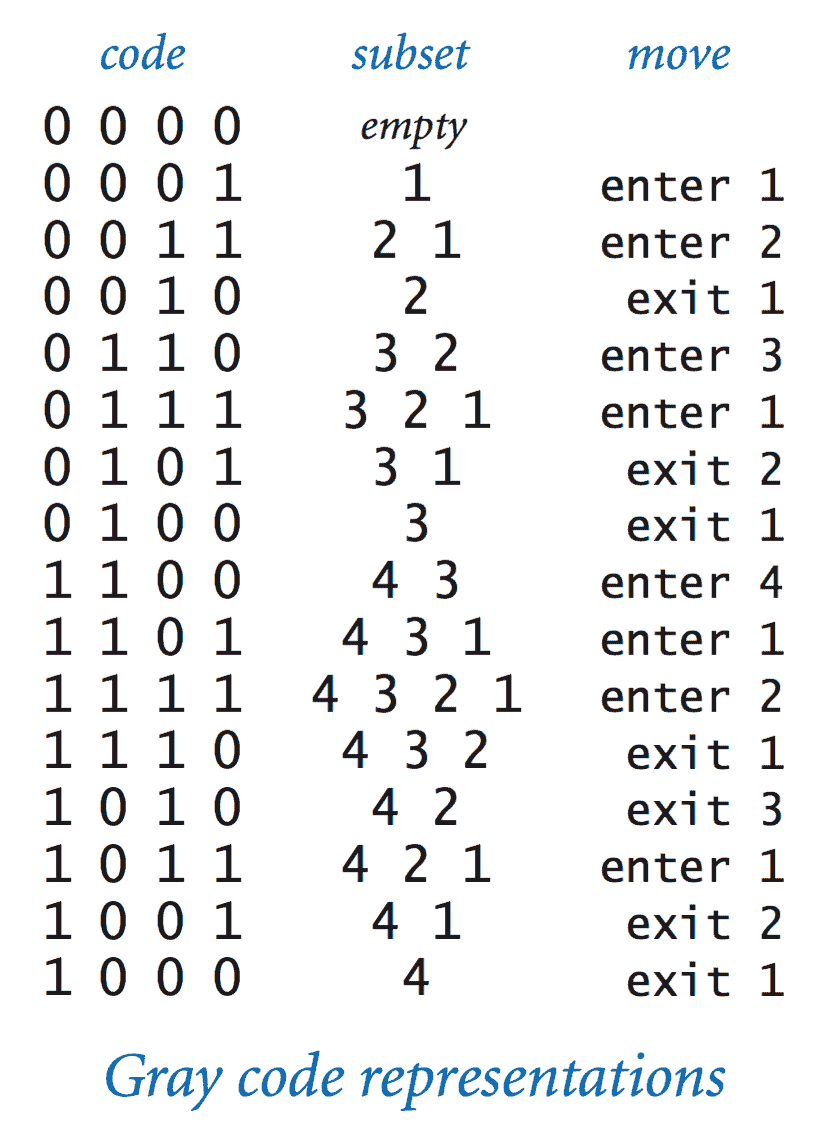 code subset move
0 0 0 0 empty
0 0 0 1 1 enter 1
0 0 1 1 2 1 enter 2
0 0 1 0 2 exit 1
0 1 1 0 3 2 enter 3
0 1 1 1 3 2 1 enter 1
0 1 0 1 3 1 exit 2
0 1 0 0 3 exit 1
1 1 0 0 4 3 enter 4
1 1 0 1 4 3 1 enter 1
1 1 1 1 4 3 2 1 enter 2
1 1 1 0 4 3 2 exit 1
1 0 1 0 4 2 exit 3
1 0 1 1 4 2 1 enter 1
1 0 0 1 4 1 exit 2
1 0 0 0 4 exit 1
Gray code representations